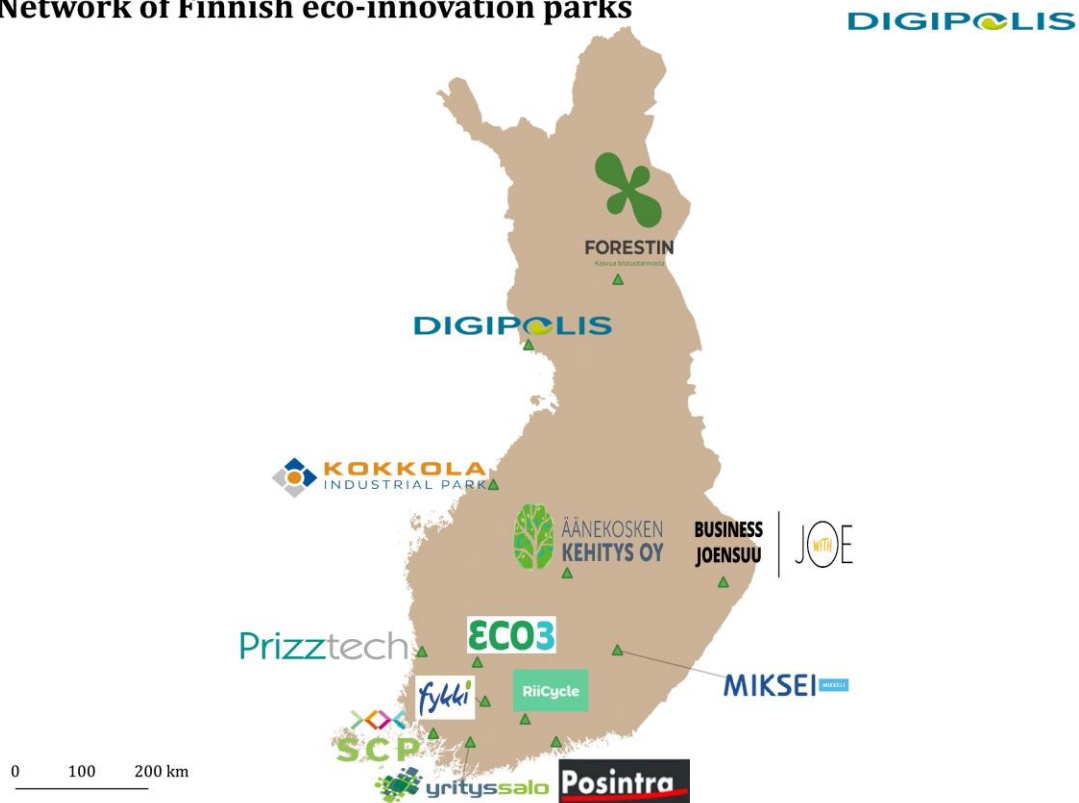 Network of Finnish eco-innovation parks
DIGIPOLIS
FORESTIN
Kasvua biotuotannosta
DIGIPOLIS
KOKKOLA
INDUSTRIAL PARK
ÄÄNEKOSKEN
KEHITYS OY
BUSINESS
JOENSUU
JOE
WITH
Prizztech
ECO3
MIKSEI MIKKELI
fykki
RiiCycle
SCP
yrityssalo
Posintra
0 100 200 km